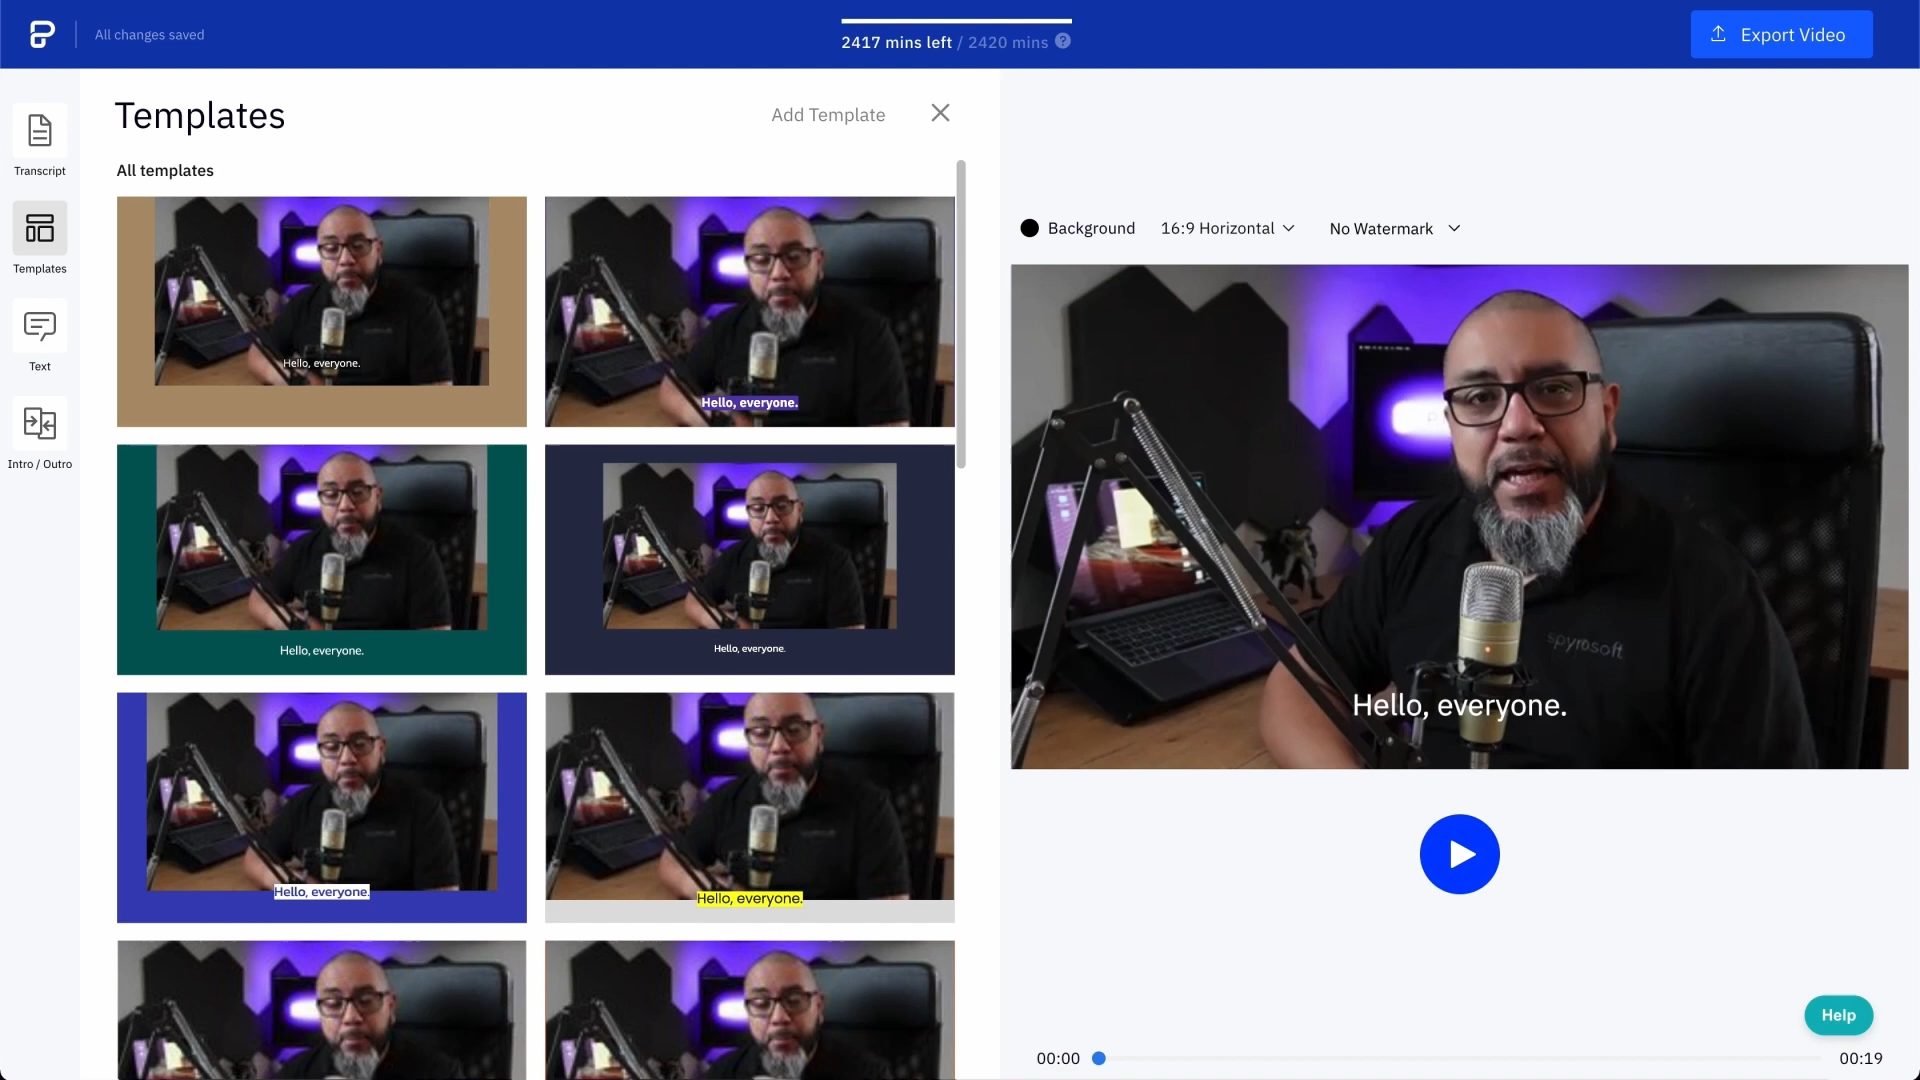 All changes saved
2417 mins left / 2420 mins ?
Export Video
Transcript
Templates
Text
Intro / Outro
Templates
Add Template
All templates
Hello, everyone.
Hello, everyone.
Hello, everyone.
Hello, everyone.
Hello, everyone.
Hello, everyone.
Background
16:9 Horizontal
No Watermark
spyrosoft
Hello, everyone.
Help
00:00
00:19